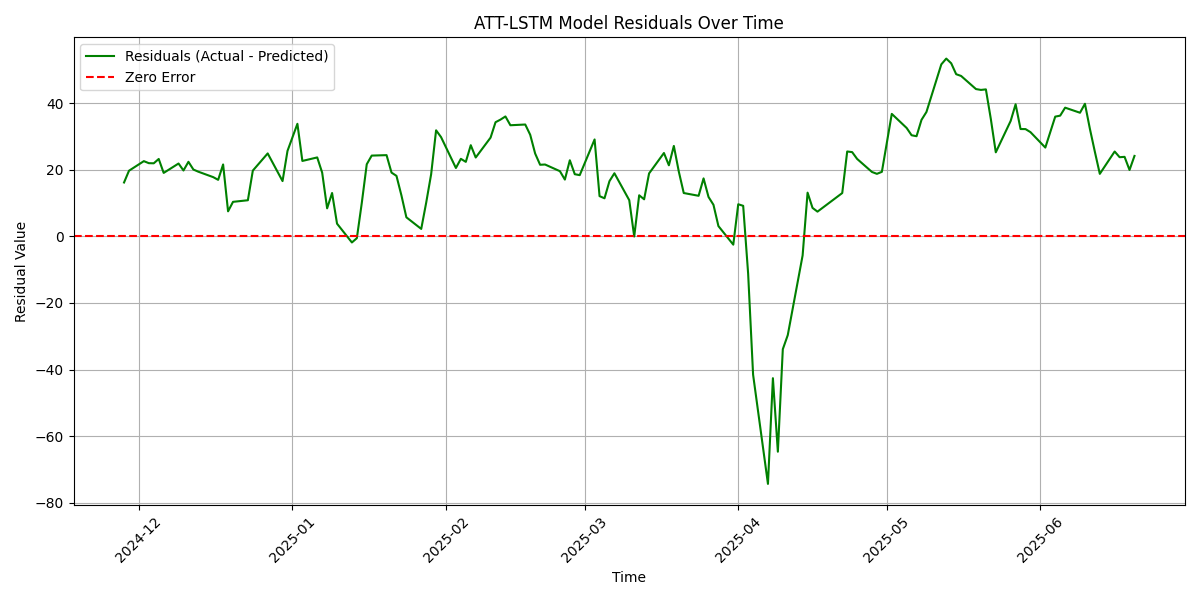 ATT-LSTM Model Residuals Over Time
Residuals (Actual - Predicted)
Zero Error
Residual Value
40
20
0
−20
−40
−60
−80
2024-12
2025-01
2025-02
2025-03
2025-04
2025-05
2025-06
Time